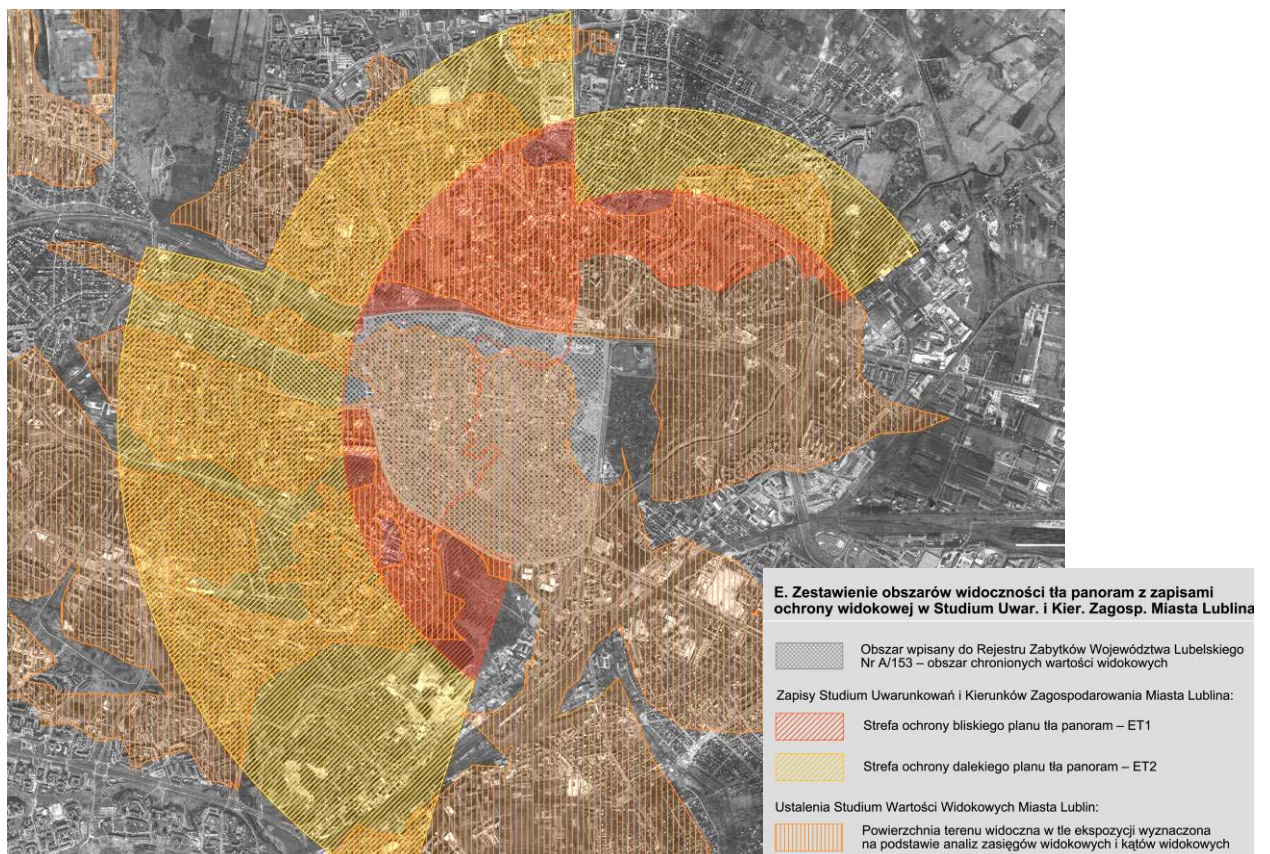 E. Zestawienie obszarów widoczności tła panoram z zapisami
ochrony widokowej w Studium Uwar. i Kier. Zagosp. Miasta Lublina
Obszar wpisany do Rejestru Zabytków Województwa Lubelskiego
Nr A/153 – obszar chronionych wartości widokowych
Zapisy Studium Uwarunkowań i Kierunków Zagospodarowania Miasta Lublina:
Strefa ochrony bliskiego planu tła panoram – ET1
Strefa ochrony dalekiego planu tła panoram – ET2
Ustalenia Studium Wartości Widokowych Miasta Lublin:
Powierzchnia terenu widoczna w tle ekspozycji wyznaczona
na podstawie analiz zasięgów widokowych i kątów widokowych